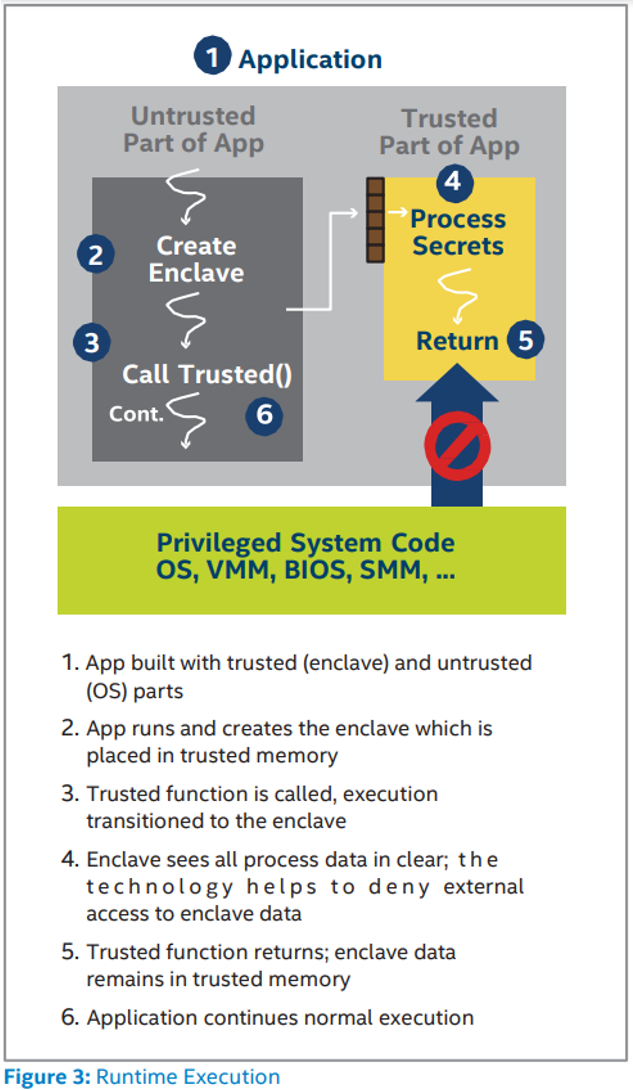 1 Application
Untrusted
Part of App
Trusted
Part of App
2
Create
Enclave
3
Call Trusted()
Cont.
6
4
Process
Secrets
Return
5
Privileged System Code
OS, VMM, BIOS, SMM, ...
1. App built with trusted (enclave) and untrusted
(OS) parts
2. App runs and creates the enclave which is
placed in trusted memory
3. Trusted function is called, execution
transitioned to the enclave
4. Enclave sees all process data in clear; t h e
t e c h n o l o g y h e l p s t o d e n y external
access to enclave data
5. Trusted function returns; enclave data
remains in trusted memory
6. Application continues normal execution
Figure 3: Runtime Execution